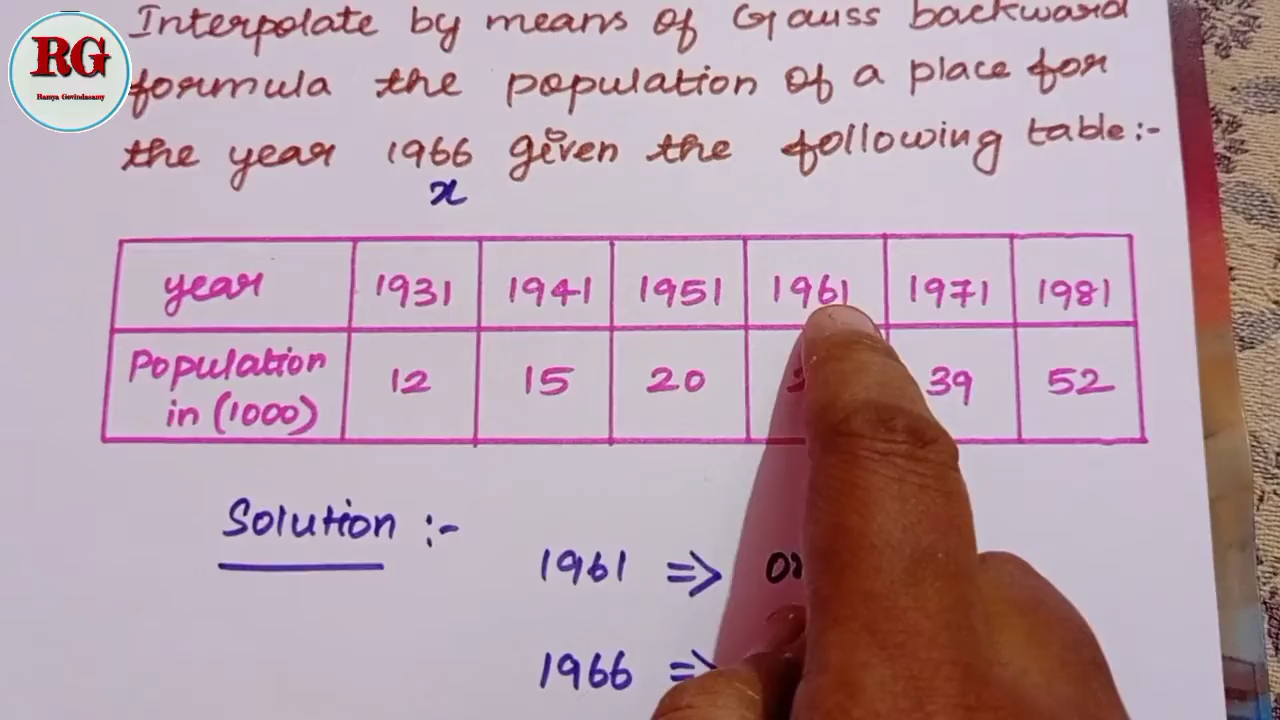 RG
Ramya Govindasamy
Interpolate by means of Gauss backward
formula the population of a place for
the year 1966 given the following table:-
x
year 1931 1941 1951 1961 1971 1981
Population 12 15 20 39 52
in (1000)
Solution :-
1961 =>
1966 =>